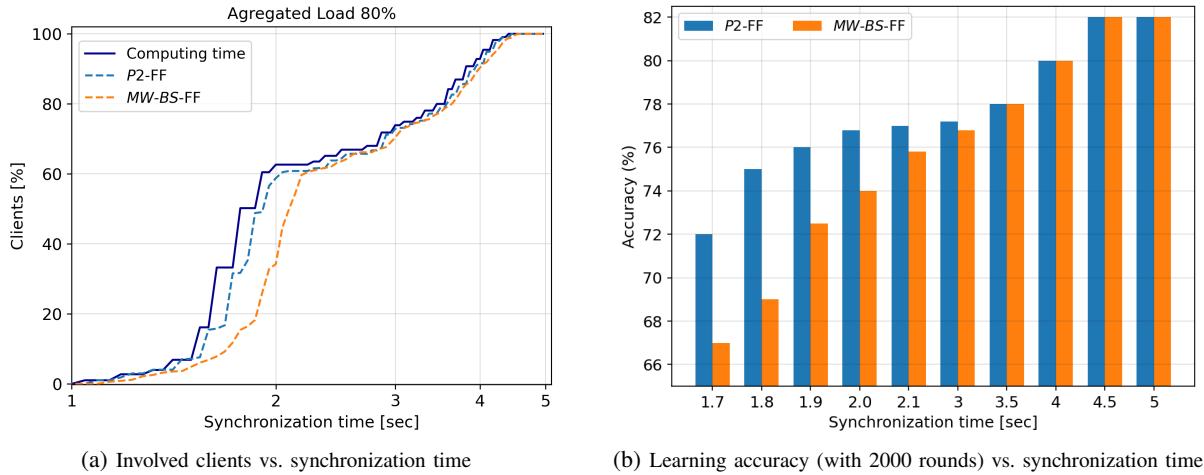 Agregated Load 80%
100
80
60
40
20
0
Clients [%]
Computing time
P2-FF
MW-BS-FF
1 2 3 4 5
Synchronization time [sec]
(a) Involved clients vs. synchronization time
82
80
78
76
74
72
70
68
66
Accuracy (%)
P2-FF MW-BS-FF
1.7 1.8 1.9 2.0 2.1 3 3.5 4 4.5 5
Synchronization time [sec]
(b) Learning accuracy (with 2000 rounds) vs. synchronization time